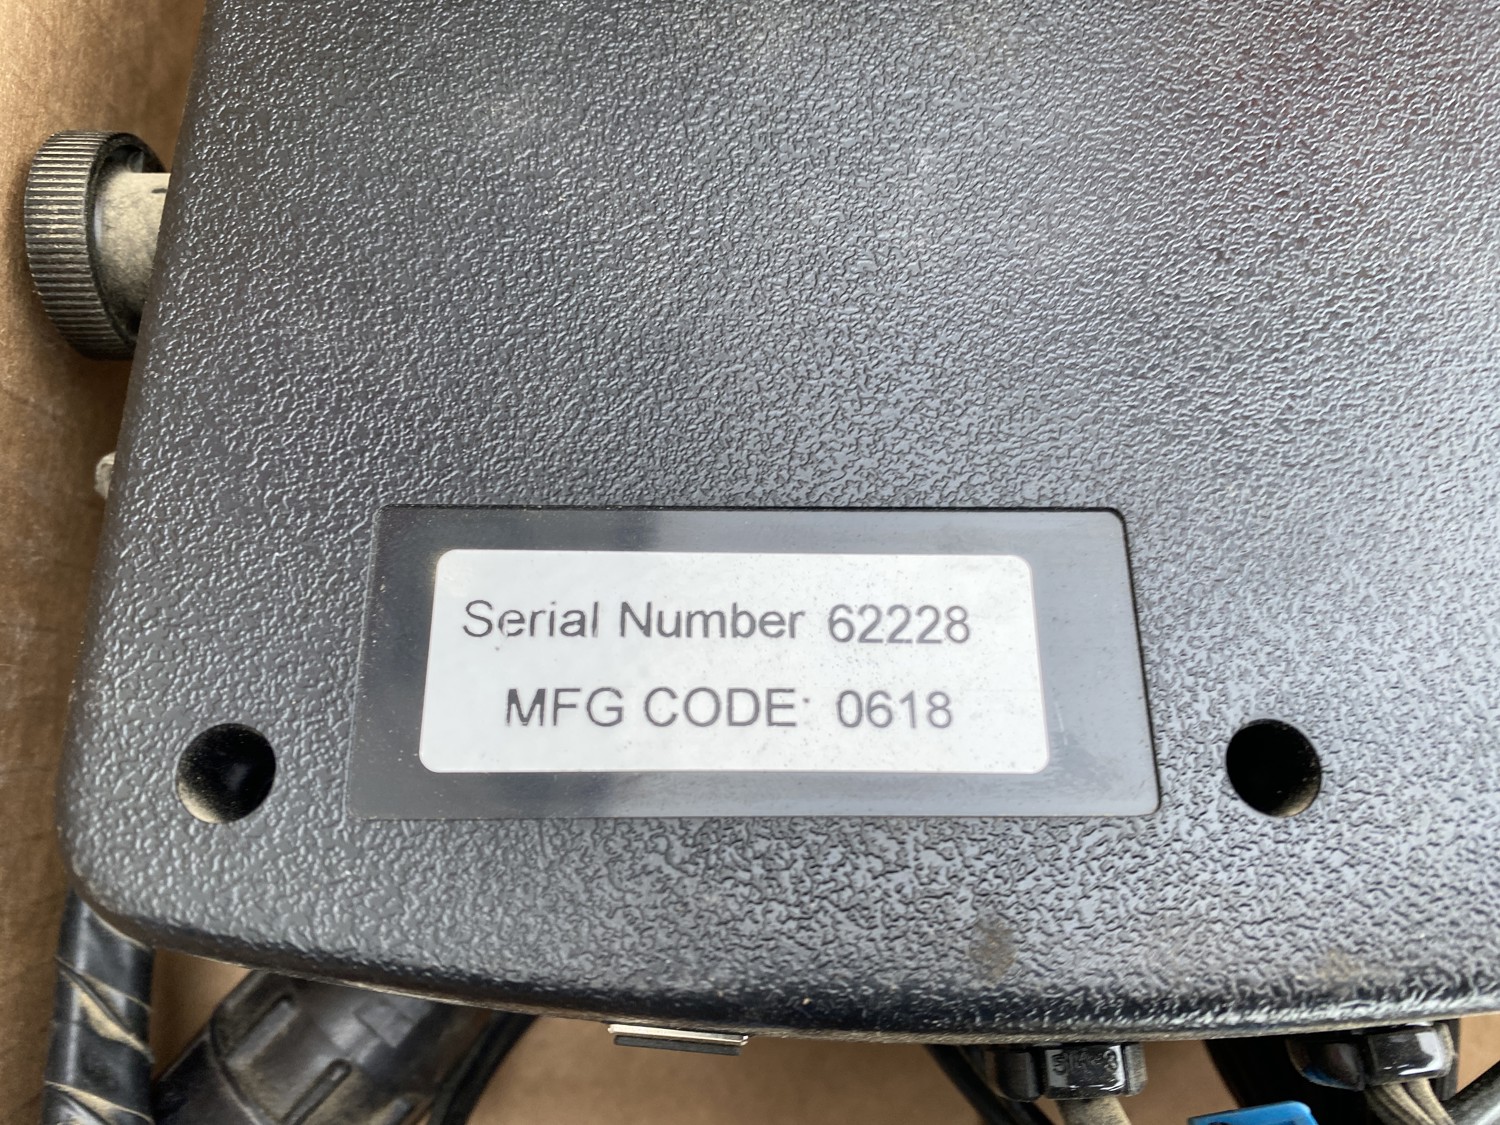 Serial Number 62228
MFG CODE: 0618